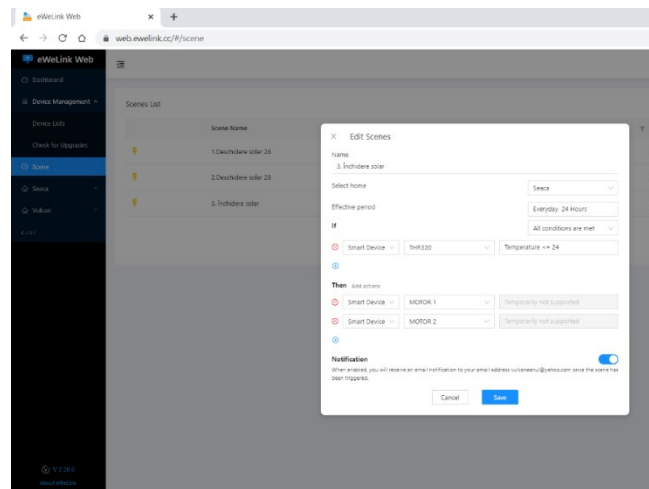 eWeLink Web
web.ewelink.cc/#/scene
eWeLink Web
Dashboard
Device Management
Device Lists
Check for Upgrades
Scene
Seaca
Vulcan
V 2.26.0
About eWeLink
Scenes List
Scene Name
1.Deschidere solar 28
2.Deschidere solar 28
3. Închidere solar
Edit Scenes
Name
3. Închidere solar
Select home
Seaca
Effective period
Everyday 24 Hours
If
All conditions are met
Smart Device THR320 Temperature <= 24
Then Add actions
Smart Device MOTOR 1 Temporarily not supported
Smart Device MOTOR 2 Temporarily not supported
Notification
When enabled, you will receive an email notification to your email address once the scene has
been triggered.
Cancel Save